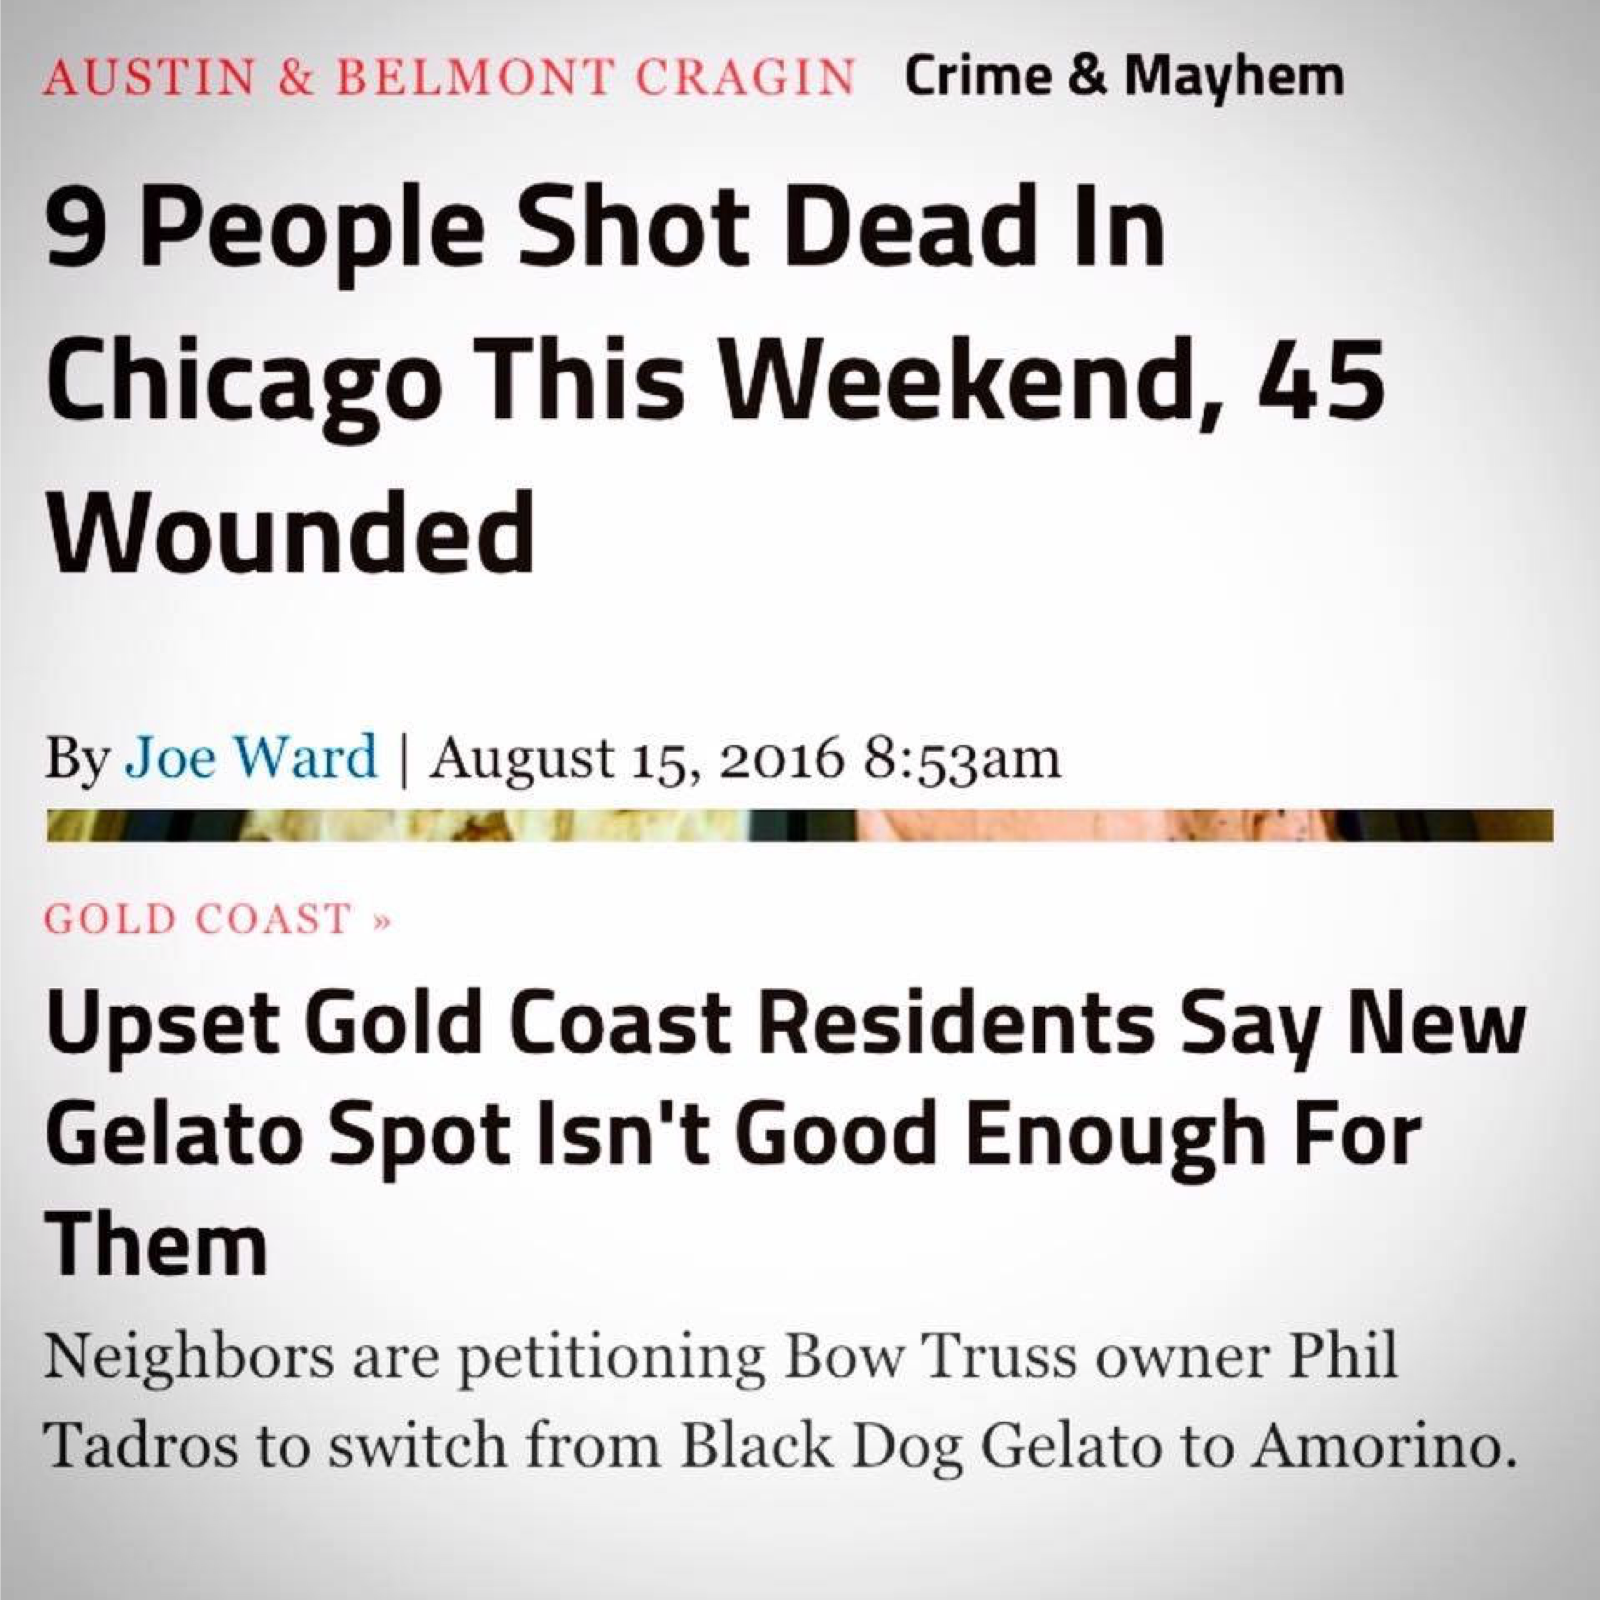 AUSTIN & BELMONT CRAGIN Crime & Mayhem
9 People Shot Dead In
Chicago This Weekend, 45
Wounded
By Joe Ward | August 15, 2016 8:53am
GOLD COAST »
Upset Gold Coast Residents Say New
Gelato Spot Isn't Good Enough For
Them
Neighbors are petitioning Bow Truss owner Phil
Tadros to switch from Black Dog Gelato to Amorino.